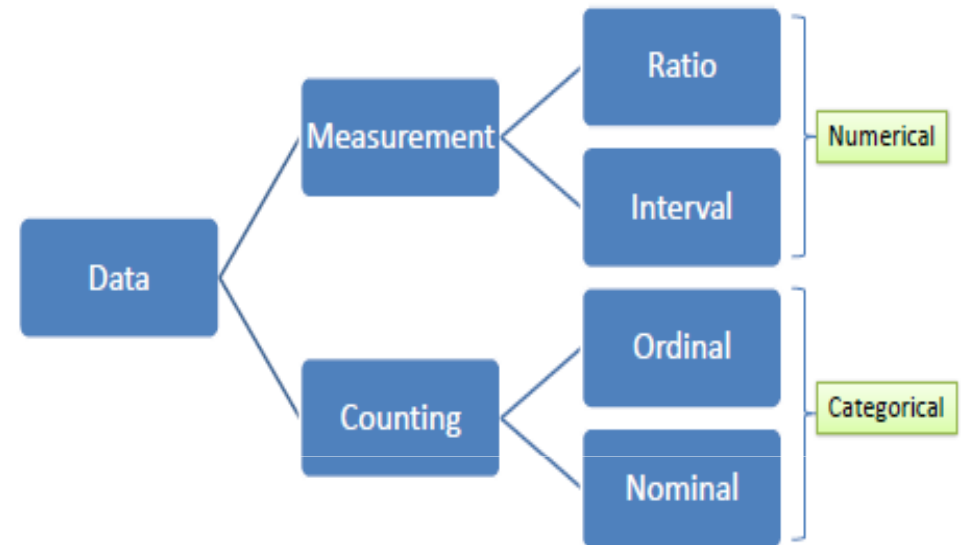 Data
Measurement
Counting
Ratio
Interval
Ordinal
Nominal
Numerical
Categorical